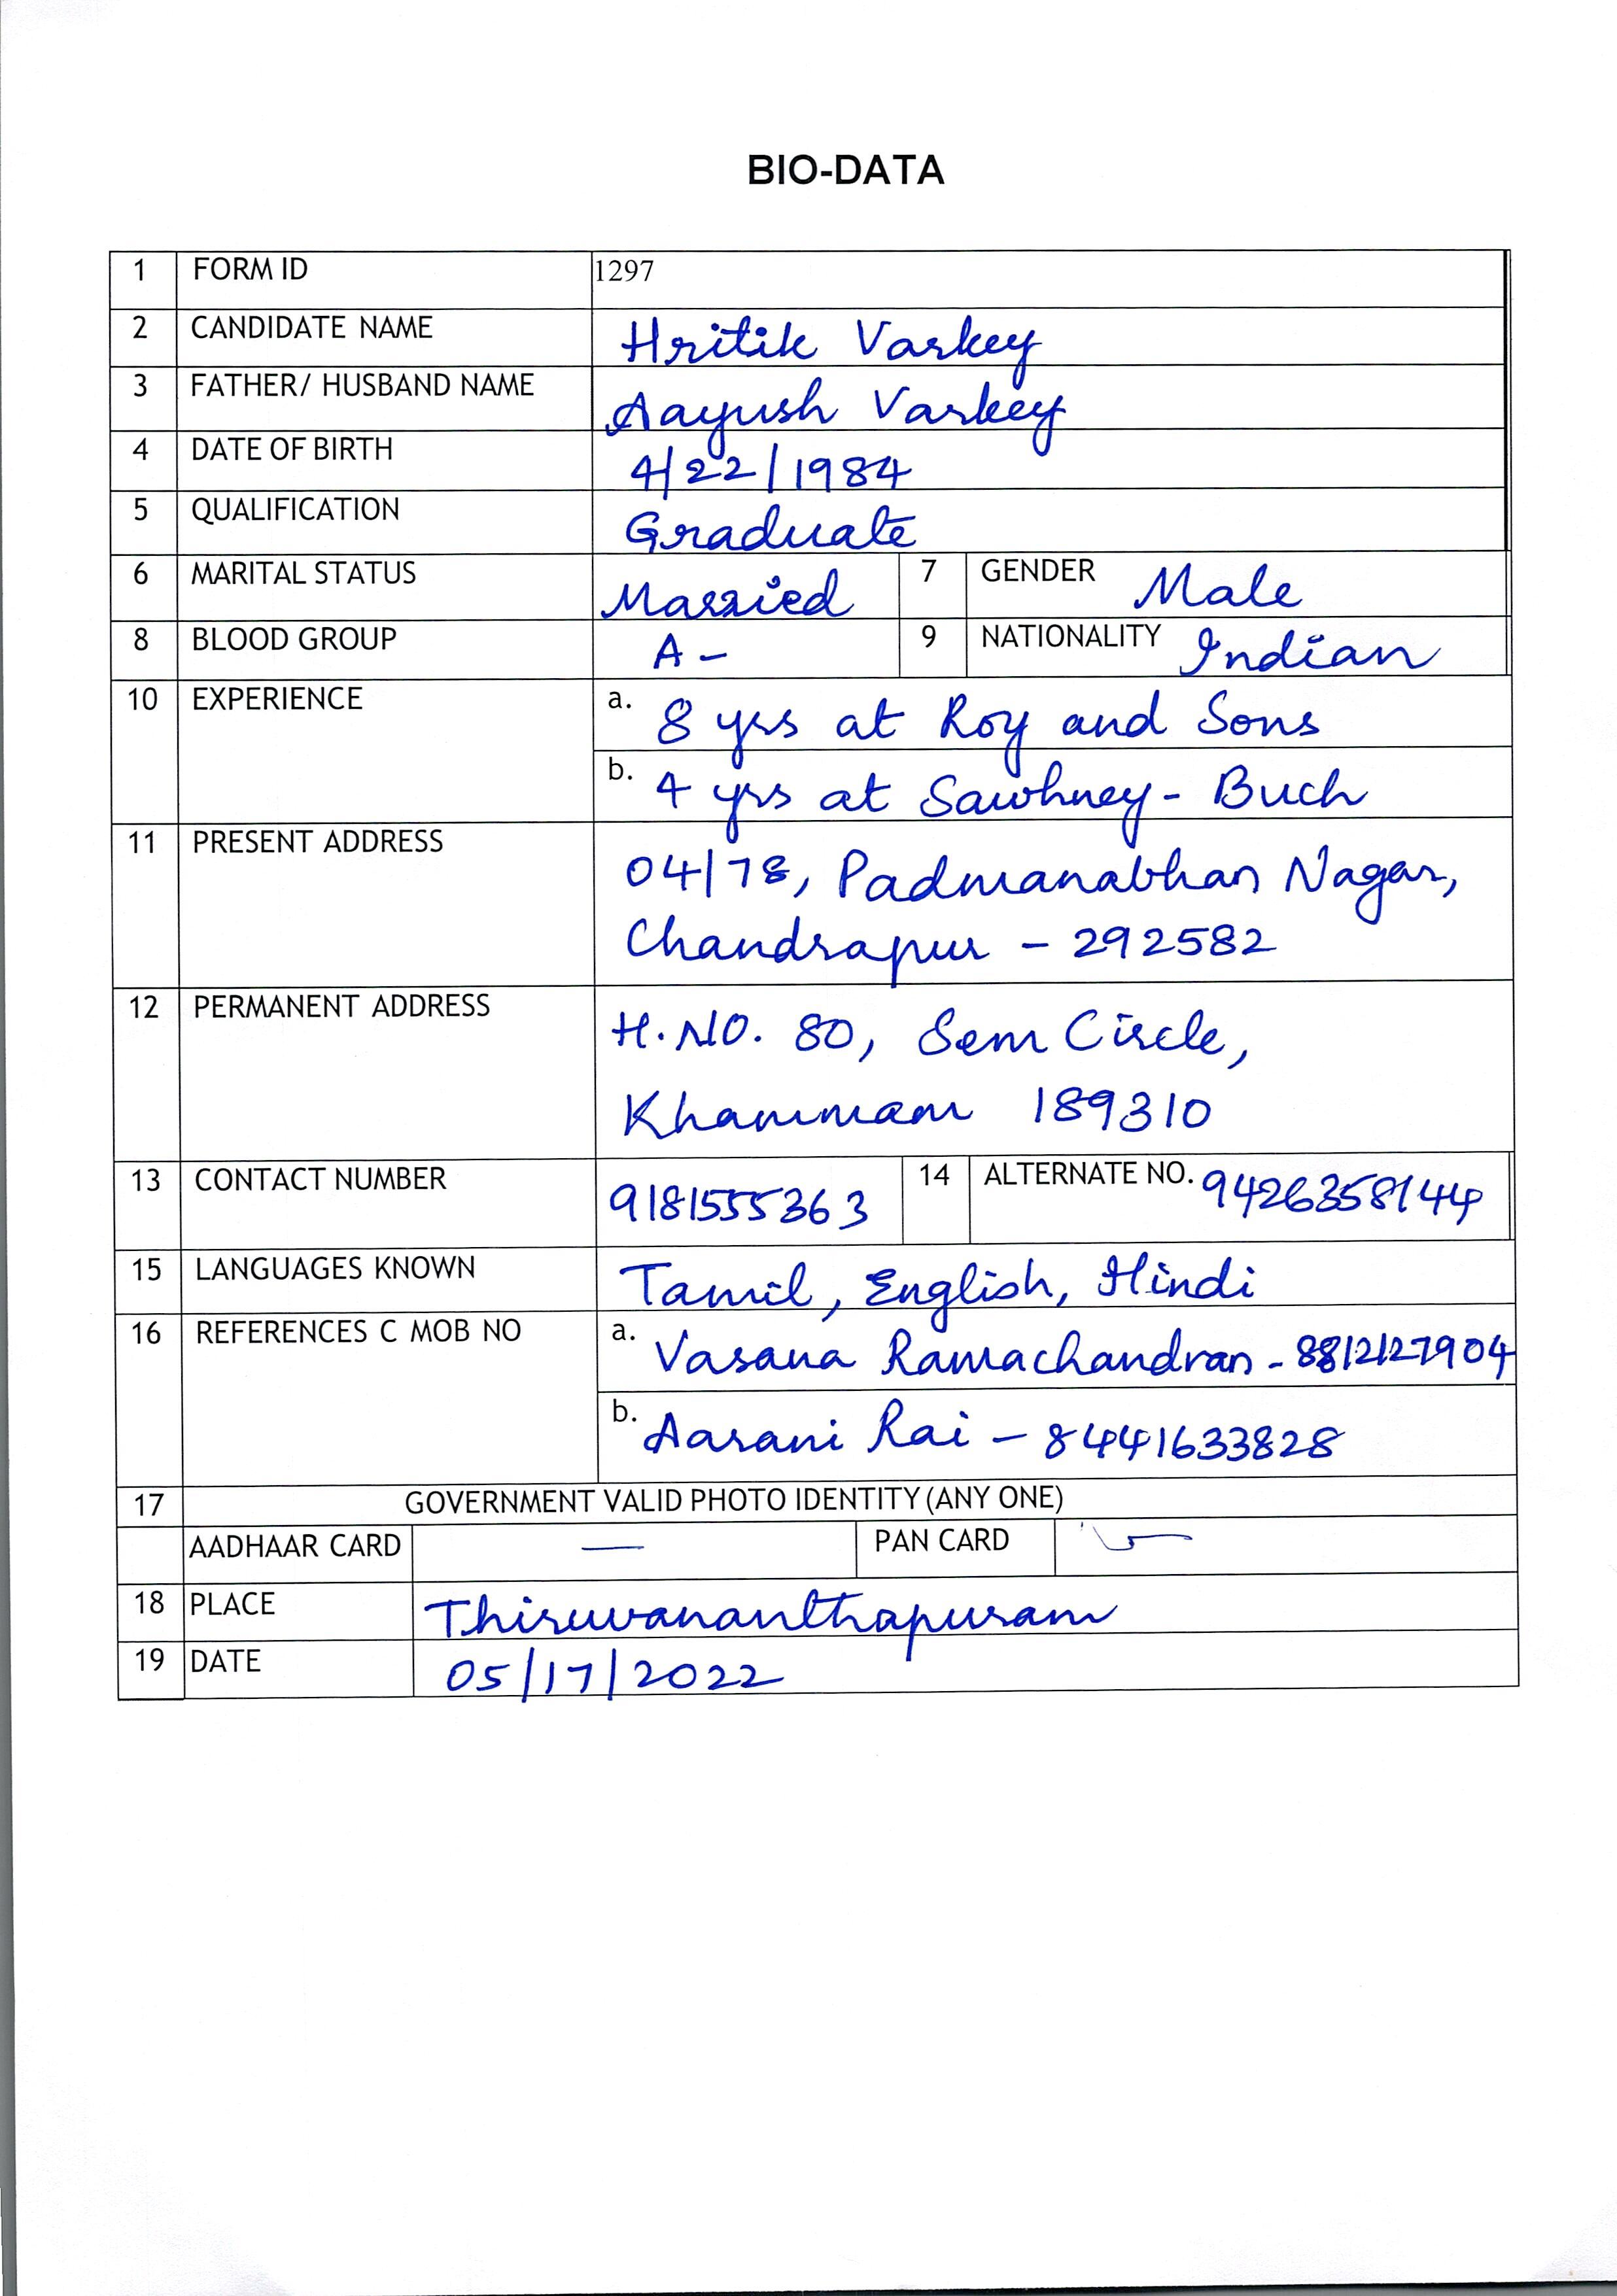 BIO-DATA
1 FORM ID 1297
2 CANDIDATE NAME Hritik Varkey
3 FATHER/ HUSBAND NAME Aayush Varkey
4 DATE OF BIRTH 4/22/1984
5 QUALIFICATION Graduate
6 MARITAL STATUS Married 7 GENDER Male
8 BLOOD GROUP A - 9 NATIONALITY Indian
10 EXPERIENCE a. 8 yrs at Roy and Sons
b. 4 yrs at Sawhney - Buch
11 PRESENT ADDRESS 04/78, Padmanabhan Nagar,
Chandrapur - 292582
12 PERMANENT ADDRESS H.NO. 80, Sem Circle,
Khammam 189310
13 CONTACT NUMBER 9181555363 14 ALTERNATE NO. 9426358144
15 LANGUAGES KNOWN Tamil, English, Hindi
16 REFERENCES C MOB NO a. Vasana Ramachandran - 8812127904
b. Aarani Rai - 8441633828
17 GOVERNMENT VALID PHOTO IDENTITY (ANY ONE)
AADHAAR CARD — PAN CARD
18 PLACE Thiruvananthapuram
19 DATE 05/17/2022